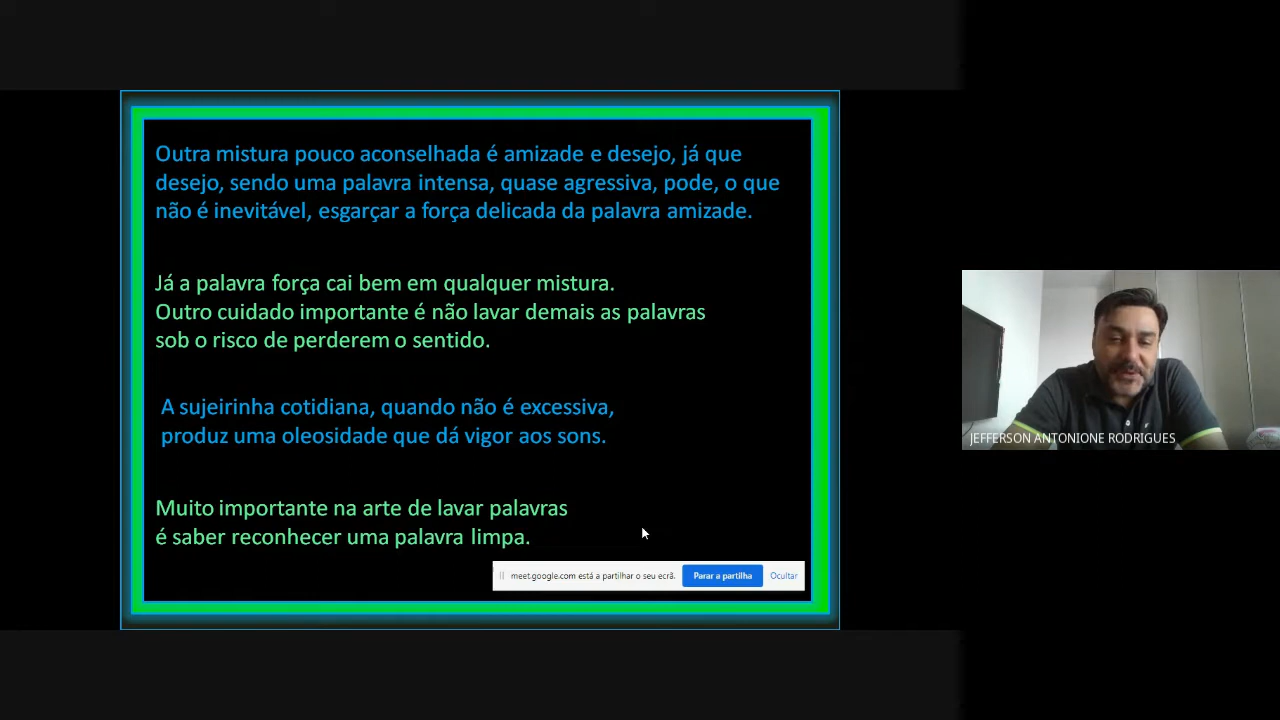 Outra mistura pouco aconselhada é amizade e desejo, já que
desejo, sendo uma palavra intensa, quase agressiva, pode, o que
não é inevitável, esgarçar a força delicada da palavra amizade.
Já a palavra força cai bem em qualquer mistura.
Outro cuidado importante é não lavar demais as palavras
sob o risco de perderem o sentido.
A sujeirinha cotidiana, quando não é excessiva,
produz uma oleosidade que dá vigor aos sons.
Muito importante na arte de lavar palavras
é saber reconhecer uma palavra limpa.
meet.google.com está a partilhar o seu ecrã.
Parar a partilha
Ocultar
JEFFERSON ANTONIONE RODRIGUES